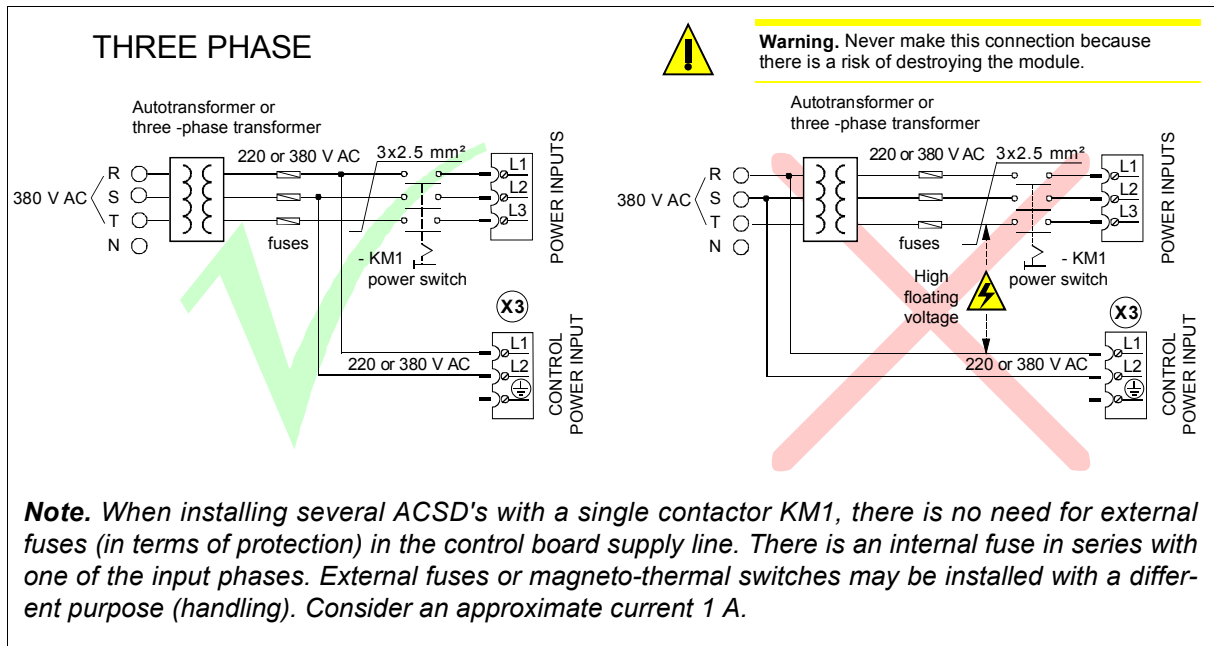 THREE PHASE
Autotransformer or
three -phase transformer
220 or 380 V AC
3x2.5 mm²
R
S
T
N
380 V AC
fuses
- KM1
power switch
L1
L2
L3
POWER INPUTS
X3
L1
L2
220 or 380 V AC
CONTROL
POWER INPUT
Warning. Never make this connection because
there is a risk of destroying the module.
Autotransformer or
three -phase transformer
220 or 380 V AC
3x2.5 mm²
R
S
T
N
380 V AC
fuses
- KM1
power switch
High
floating
voltage
L1
L2
L3
POWER INPUTS
X3
L1
L2
220 or 380 V AC
CONTROL
POWER INPUT
Note. When installing several ACSD's with a single contactor KM1, there is no need for external
fuses (in terms of protection) in the control board supply line. There is an internal fuse in series with
one of the input phases. External fuses or magneto-thermal switches may be installed with a differ-
ent purpose (handling). Consider an approximate current 1 A.